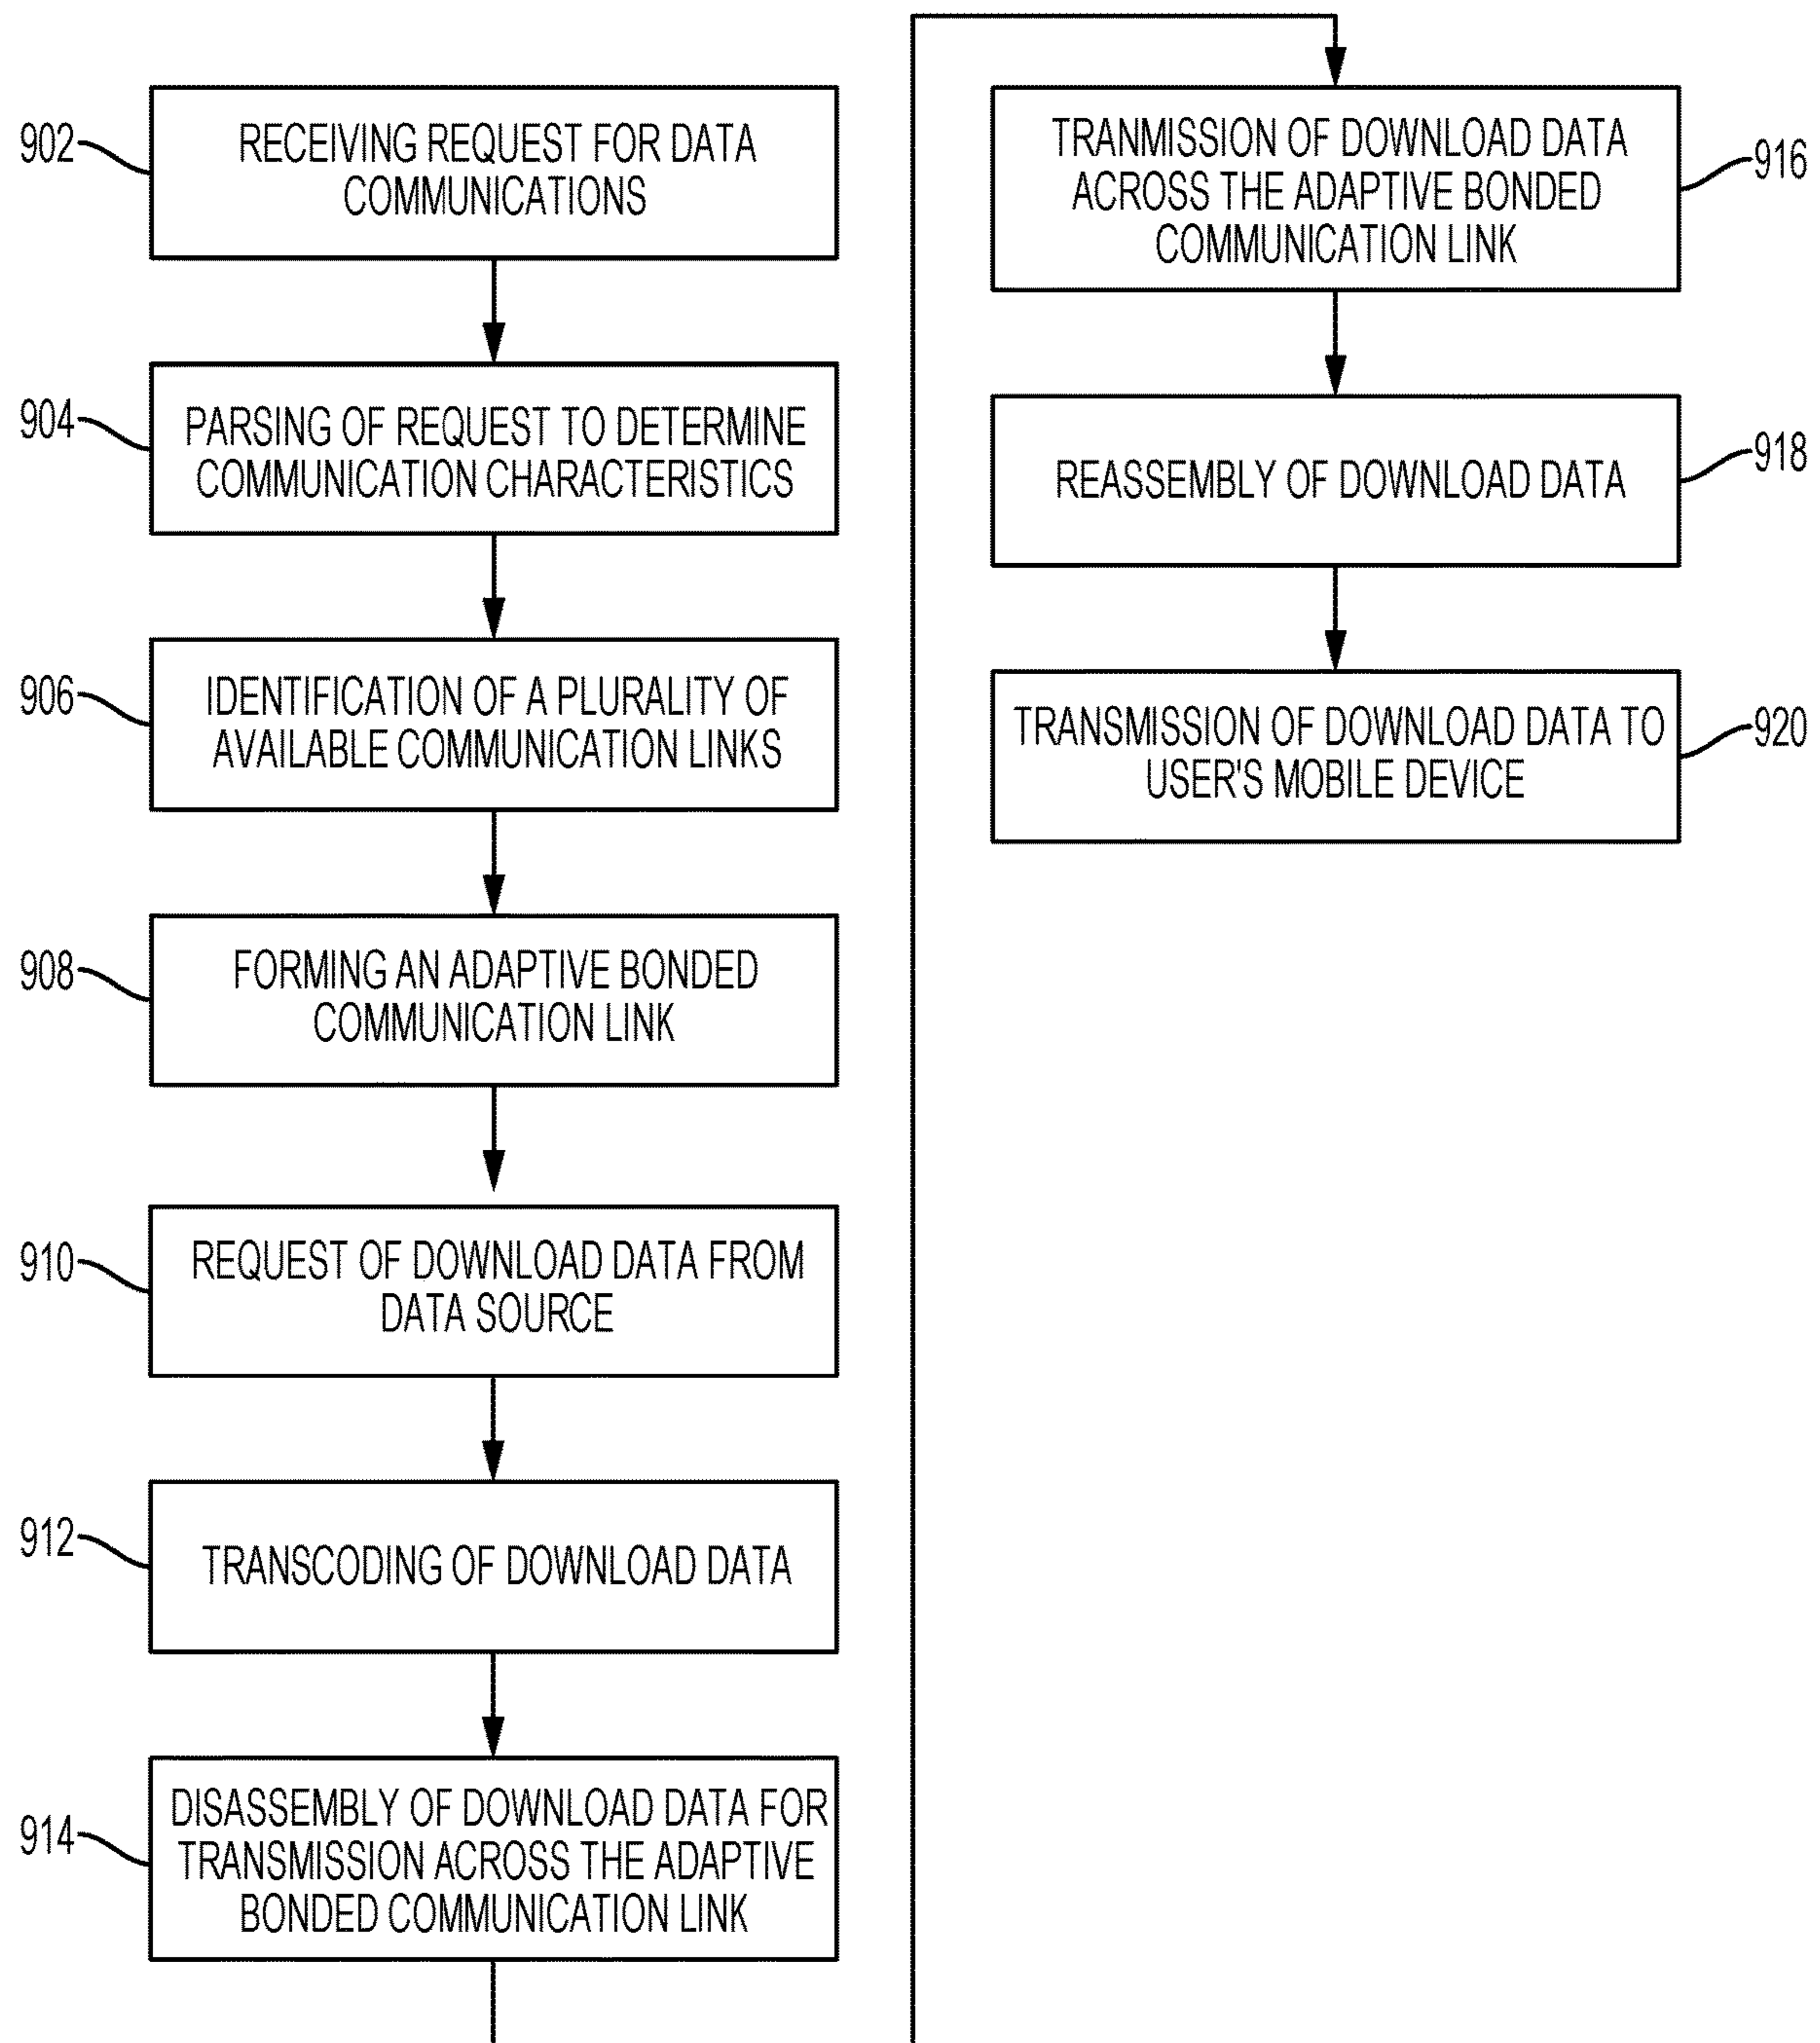 902
RECEIVING REQUEST FOR DATA
COMMUNICATIONS
904
PARSING OF REQUEST TO DETERMINE
COMMUNICATION CHARACTERISTICS
906
IDENTIFICATION OF A PLURALITY OF
AVAILABLE COMMUNICATION LINKS
908
FORMING AN ADAPTIVE BONDED
COMMUNICATION LINK
910
REQUEST OF DOWNLOAD DATA FROM
DATA SOURCE
912
TRANSCODING OF DOWNLOAD DATA
914
DISASSEMBLY OF DOWNLOAD DATA FOR
TRANSMISSION ACROSS THE ADAPTIVE
BONDED COMMUNICATION LINK
TRANMISSION OF DOWNLOAD DATA
ACROSS THE ADAPTIVE BONDED
COMMUNICATION LINK
916
REASSEMBLY OF DOWNLOAD DATA
918
TRANSMISSION OF DOWNLOAD DATA TO
USER'S MOBILE DEVICE
920